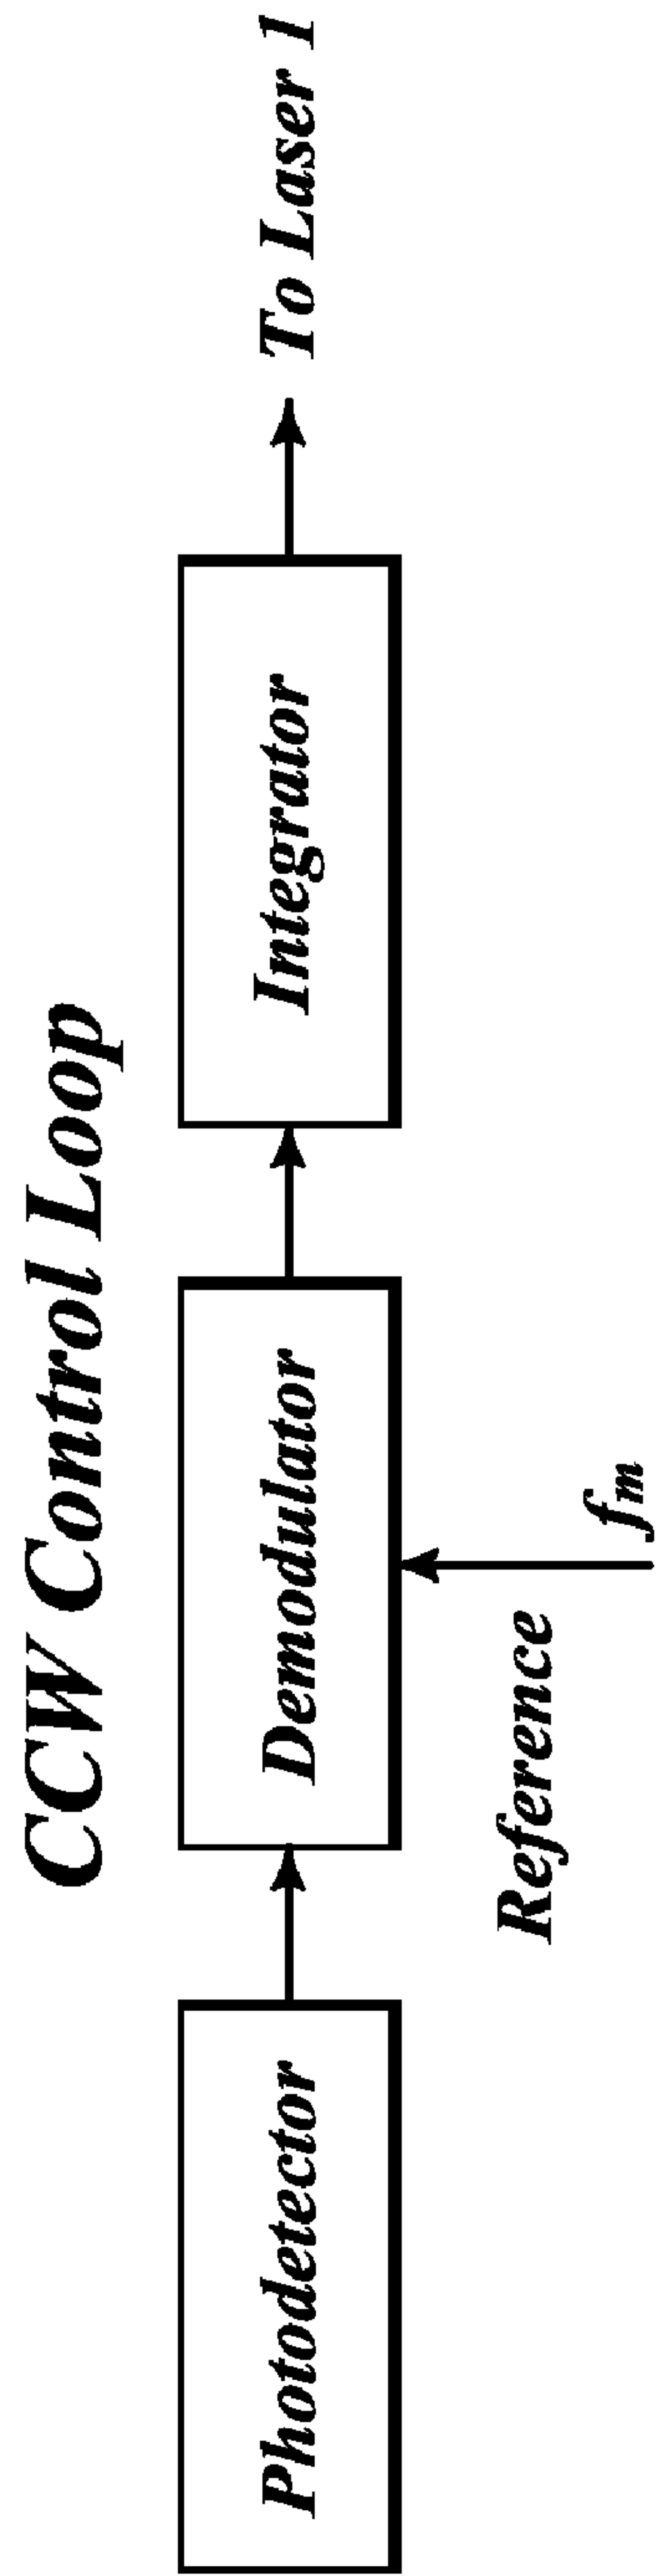 CCW Control Loop
Photodetector
Demodulator
Integrator
To Laser 1
Reference
fm